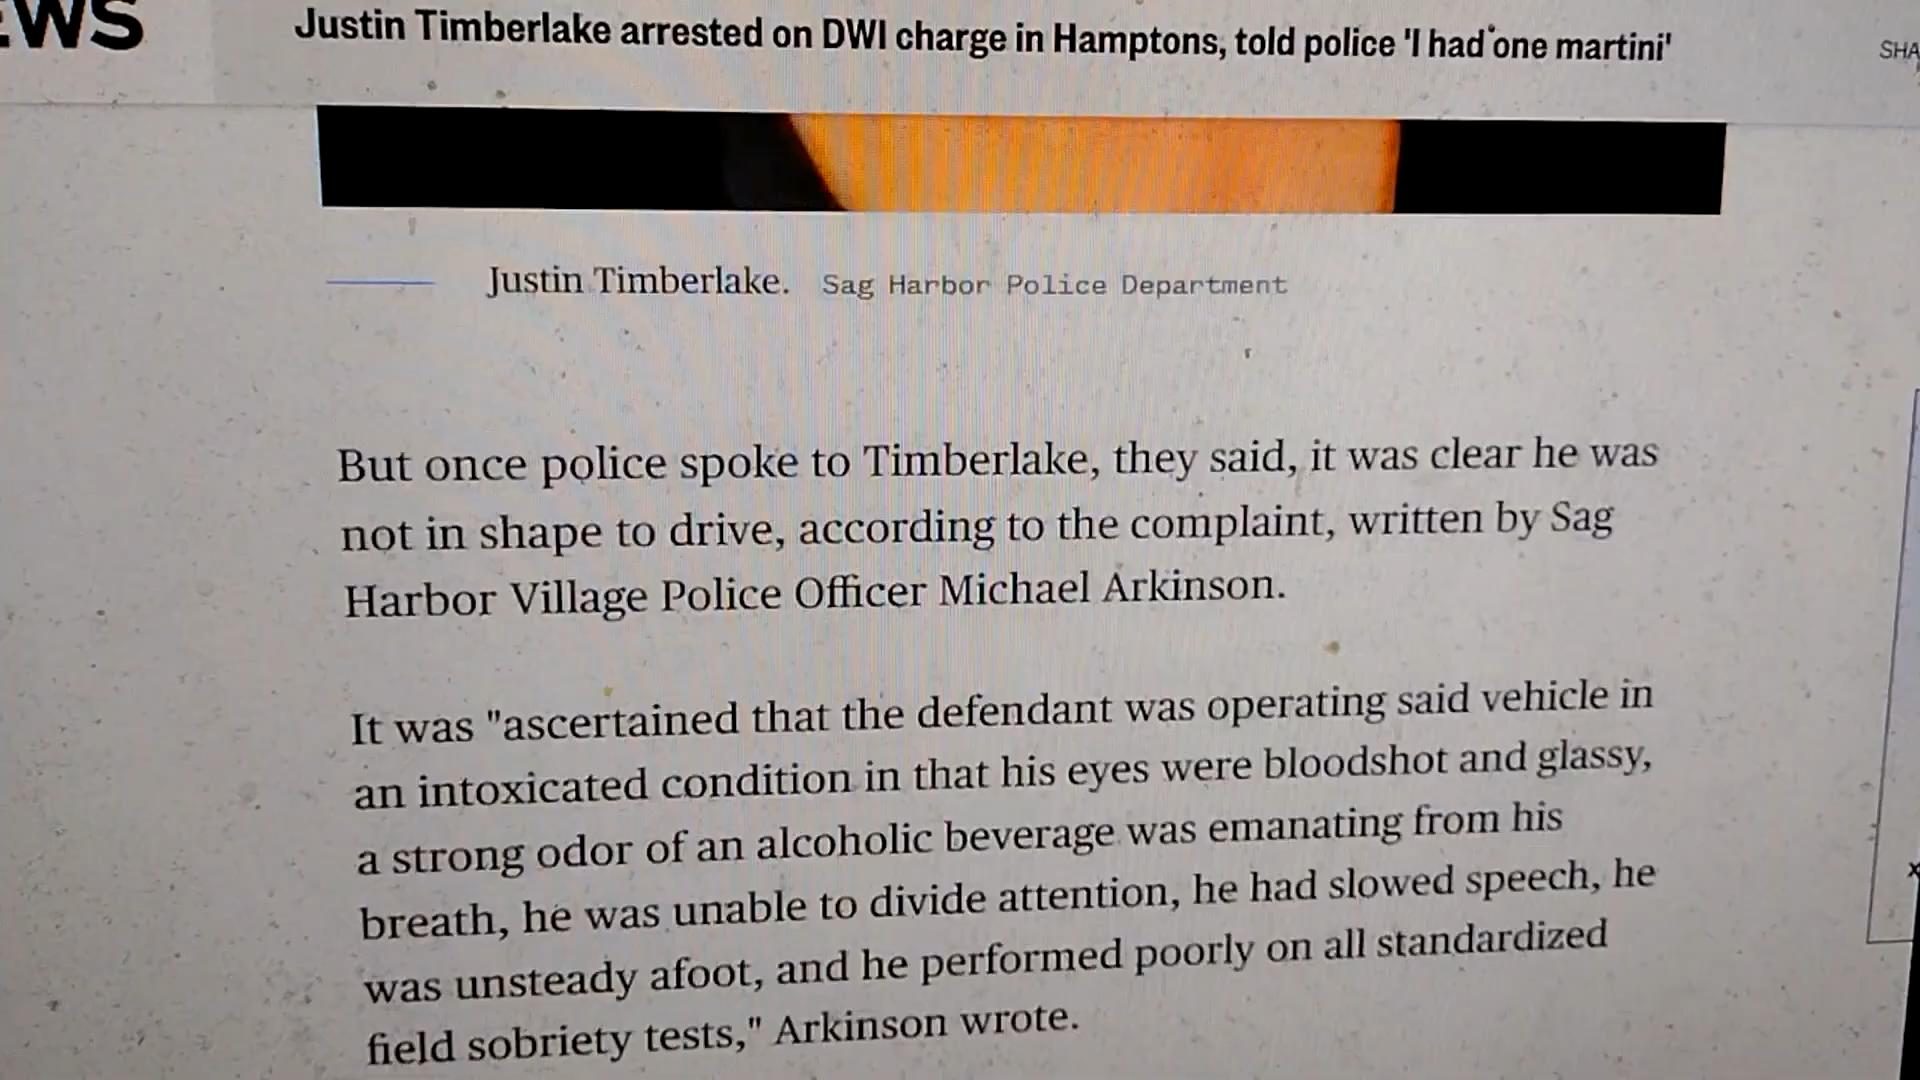 EWS
Justin Timberlake arrested on DWI charge in Hamptons, told police 'I had one martini'
SHA
Justin Timberlake. Sag Harbor Police Department
But once police spoke to Timberlake, they said, it was clear he was
not in shape to drive, according to the complaint, written by Sag
Harbor Village Police Officer Michael Arkinson.
It was "ascertained that the defendant was operating said vehicle in
an intoxicated condition in that his eyes were bloodshot and glassy,
a strong odor of an alcoholic beverage was emanating from his
breath, he was unable to divide attention, he had slowed speech, he
was unsteady afoot, and he performed poorly on all standardized
field sobriety tests," Arkinson wrote.